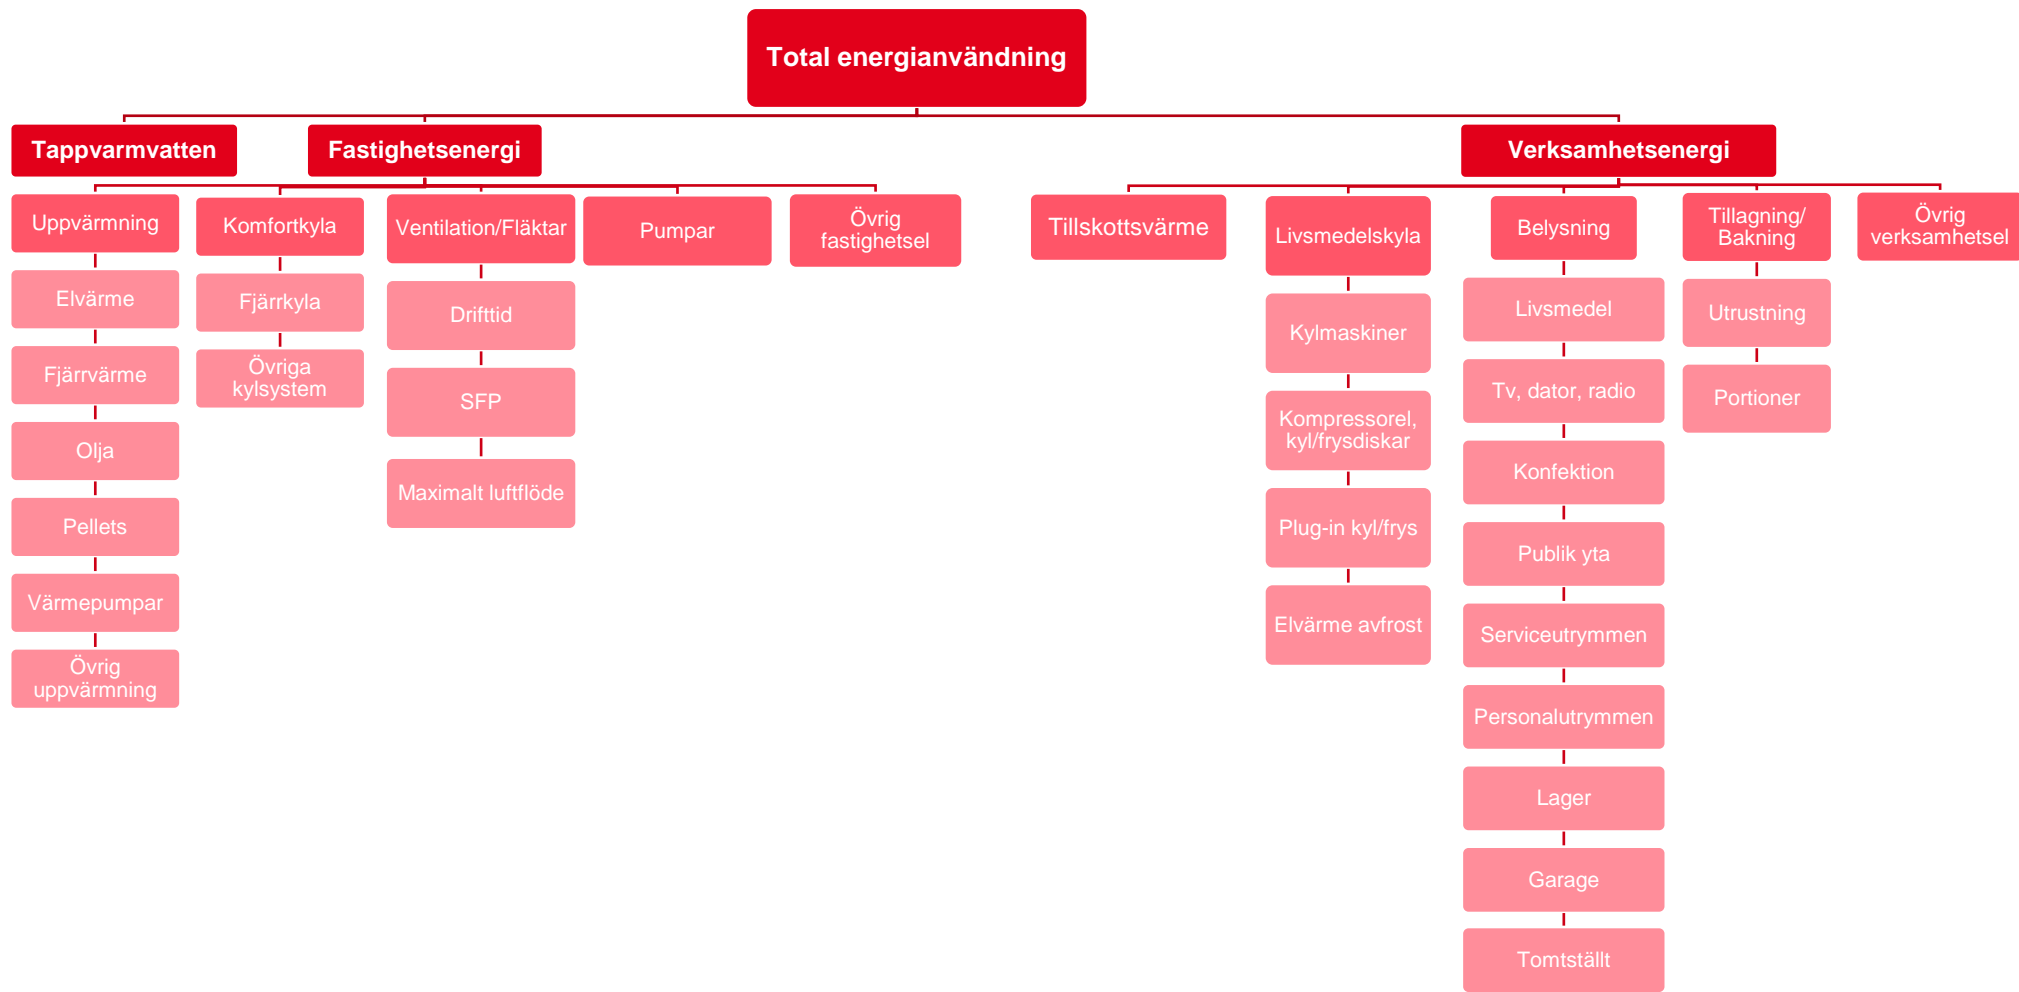 Total energianvändning
Tappvarmvatten
Fastighetsenergi
Verksamhetsenergi
Uppvärmning
Elvärme
Fjärrvärme
Olja
Pellets
Värmepumpar
Övrig
uppvärmning
Komfortkyla
Fjärkyla
Övriga
kylsystem
Ventilation/Fläktar
Drifttid
SFP
Maximalt luftflöde
Pumpar
Övrig
fastighetsel
Tillskottsvärme
Livsmedelskyla
Kylmaskiner
Kompressorel,
kyl/frysdiskar
Plug-in kyl/frys
Elvärme avfrost
Belysning
Livsmedel
Tv, dator, radio
Konfektion
Publik yta
Serviceutrymmen
Personalutrymmen
Lager
Garage
Tomtställt
Tillagning/
Bakning
Utrustning
Portioner
Övrig
verksamhetsel